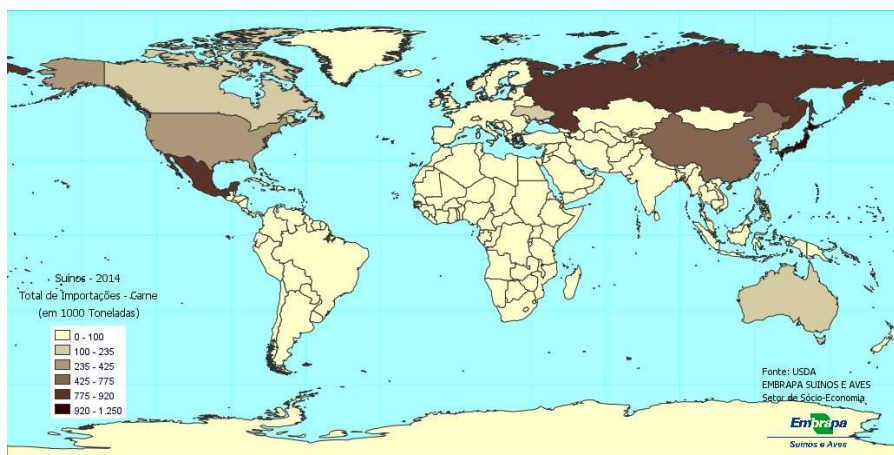 Suínos - 2014
Total de Importações - Carne
(em 1000 Toneladas)
0 - 100
100 - 235
235 - 425
425 - 775
775 - 920
920 - 1.250
Fonte: USDA
EMBRAPA SUINOS E AVES
Setor de Sócio-Economia
Embrapa
Suínos e Aves